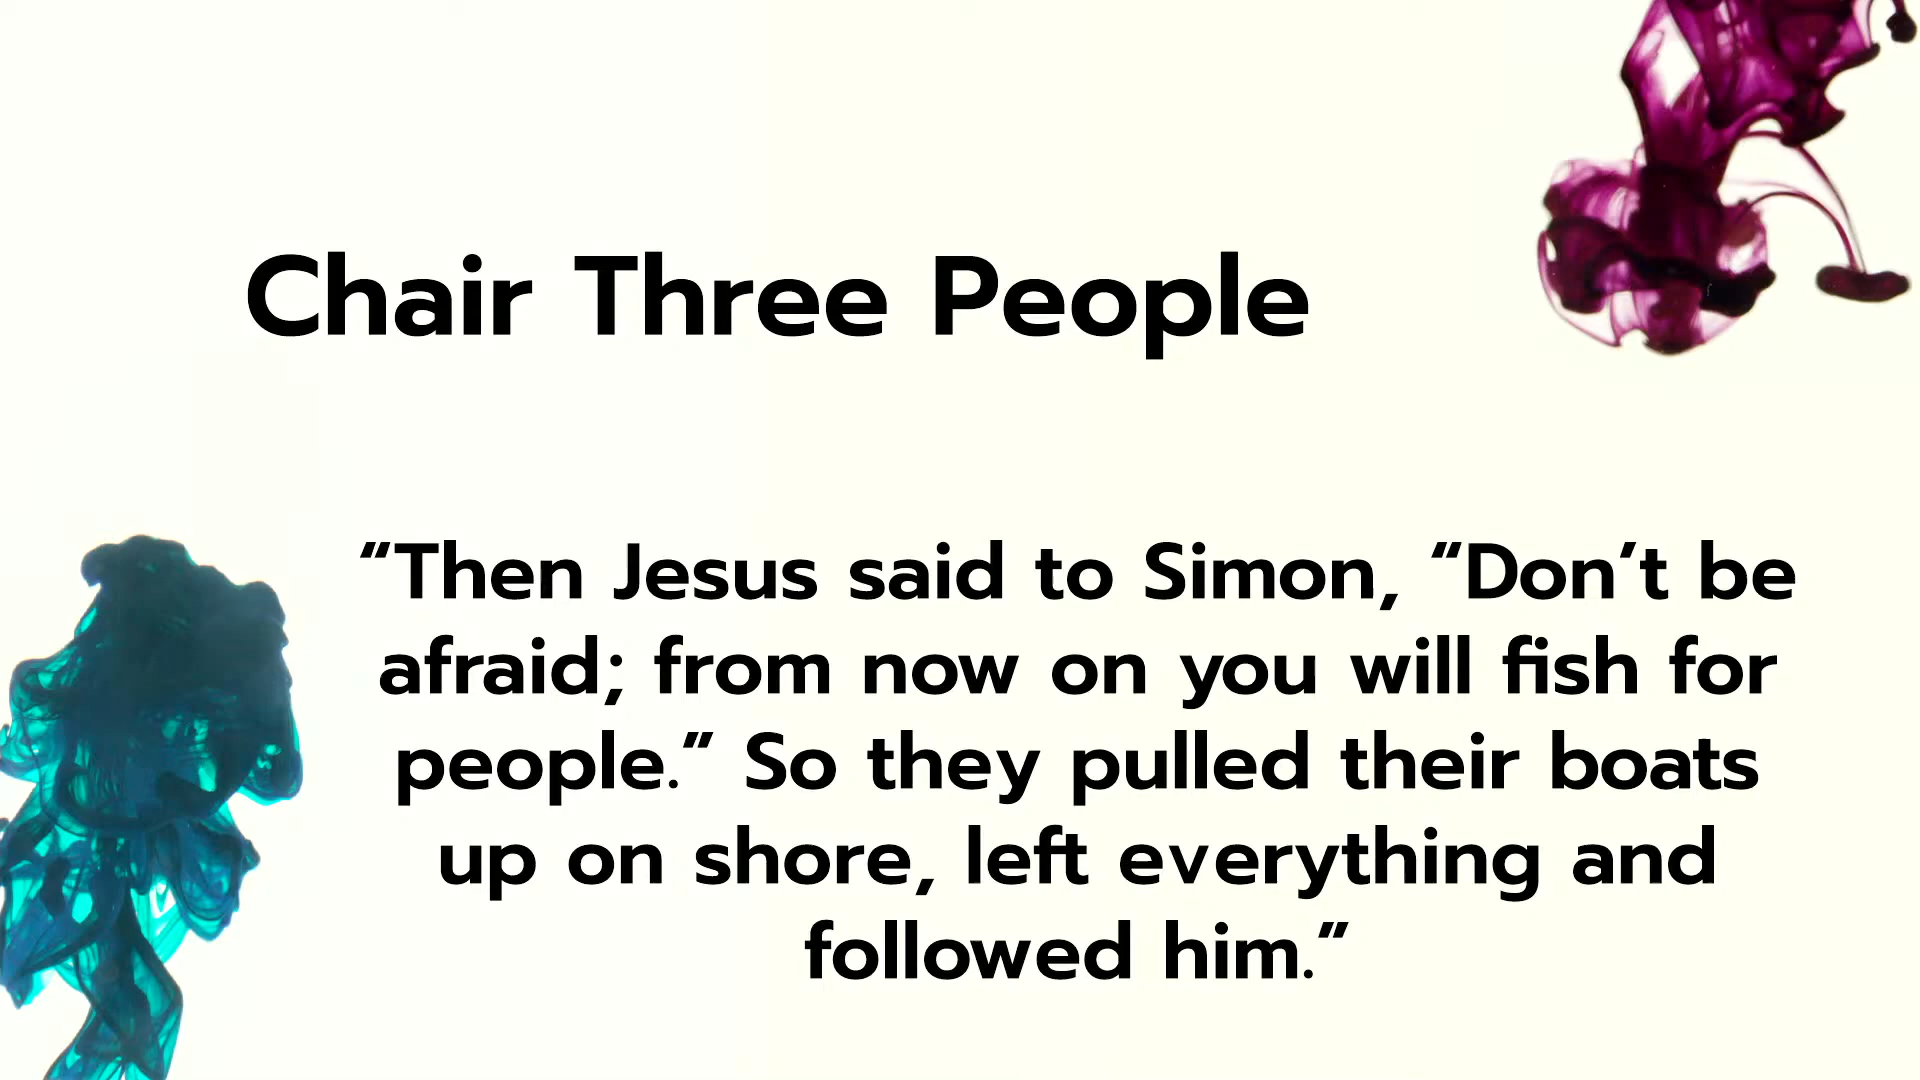 Chair Three People
“Then Jesus said to Simon, “Don’t be
afraid; from now on you will fish for
people.” So they pulled their boats
up on shore, left everything and
followed him.”